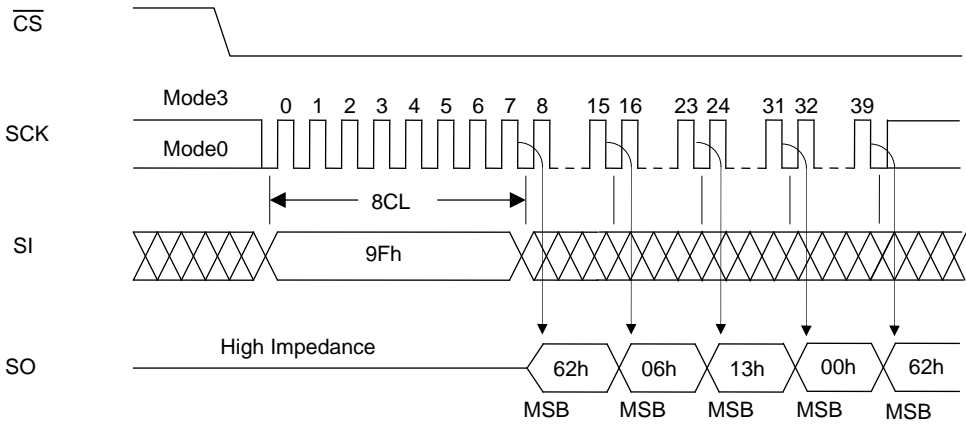 CS
Mode3
0 1 2 3 4 5 6 7 8 15 16 23 24 31 32 39
SCK
Mode0
8CL
SI
9Fh
High Impedance
SO
62h 06h 13h 00h 62h
MSB MSB MSB MSB MSB